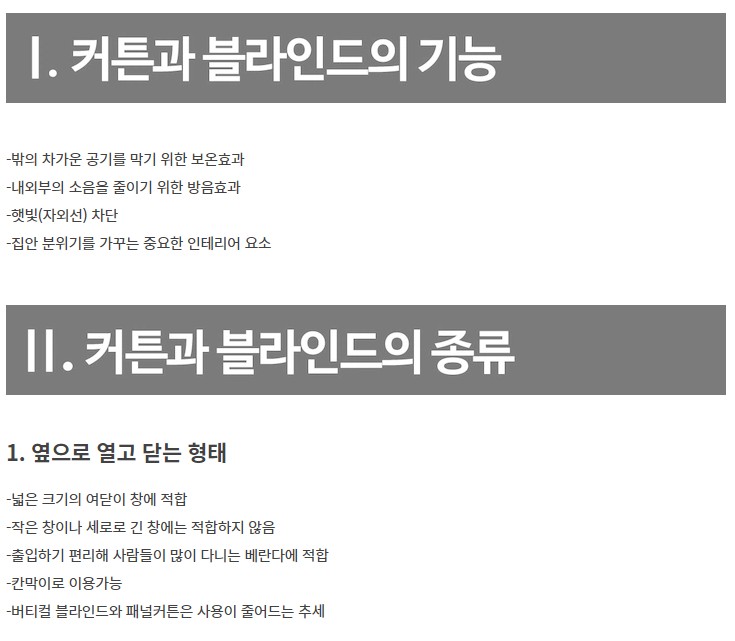 I. 커튼과 블라인드의 기능
-밖의 차가운 공기를 막기 위한 보온효과
-내외부의 소음을 줄이기 위한 방음효과
-햇빛(자외선) 차단
-집안 분위기를 가꾸는 중요한 인테리어 요소
II. 커튼과 블라인드의 종류
1. 옆으로 열고 닫는 형태
-넓은 크기의 여닫이 창에 적합
-작은 창이나 세로로 긴 창에는 적합하지 않음
-출입하기 편리해 사람들이 많이 다니는 베란다에 적합
-칸막이로 이용가능
-버티컬 블라인드와 패널커튼은 사용이 줄어드는 추세